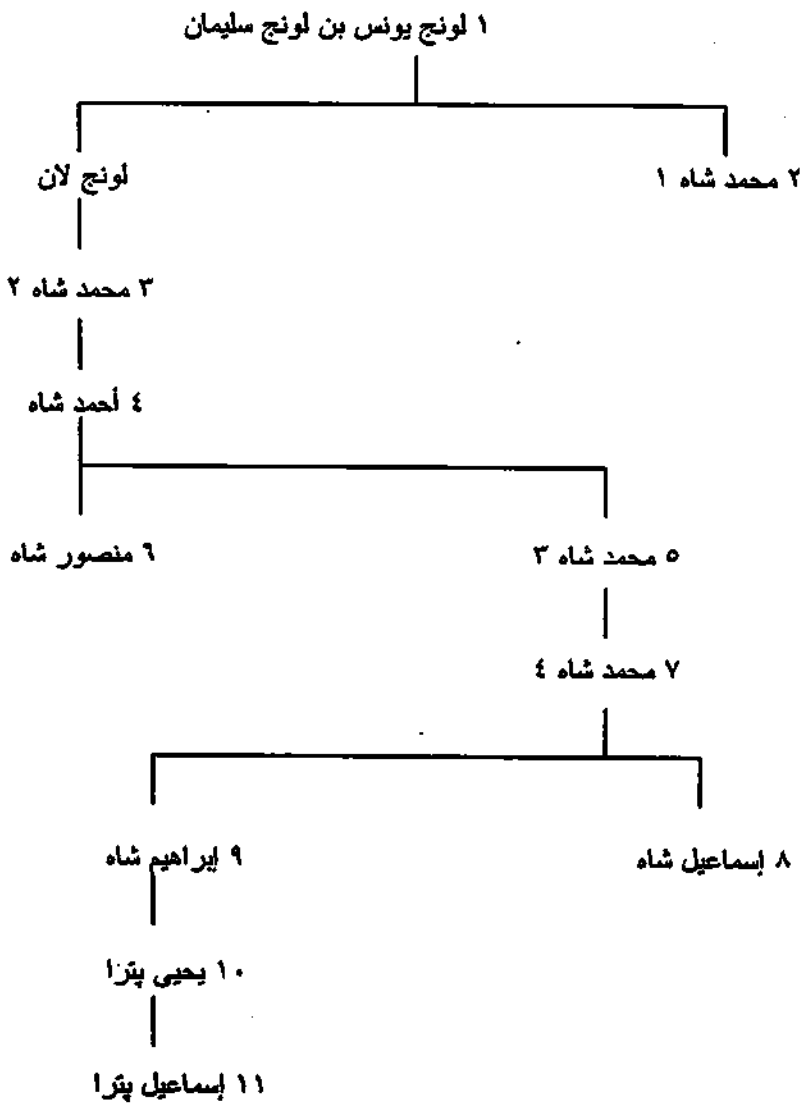 ١ لونج يونس بن لونج سليمان
٢ محمد شاه ١
لونج لان
٣ محمد شاه ٢
٤ أحمد شاه
٥ محمد شاه ٣
٦ منصور شاه
٧ محمد شاه ٤
٨ إسماعيل شاه
٩ إبراهيم شاه
١٠ يحيى پترا
١١ إسماعيل پترا